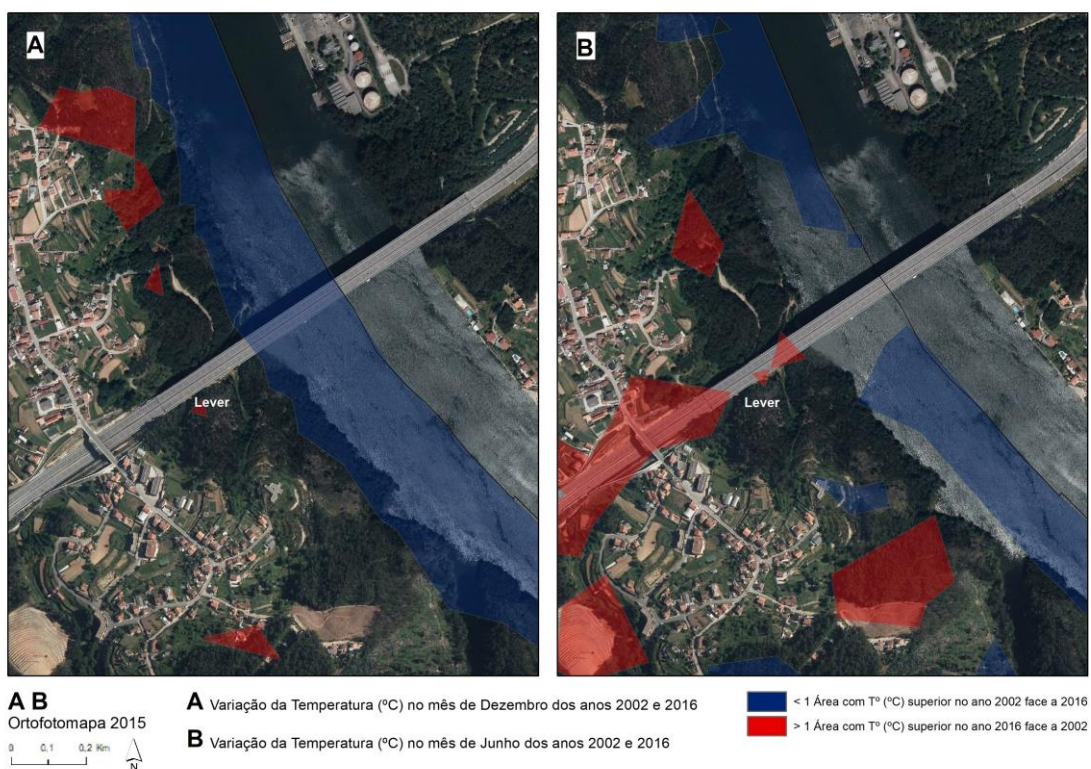 A
B
Lever
Lever
A B
Ortofotomapa 2015
0 0,1 0,2 Km
N
A Variação da Temperatura (ºC) no mês de Dezembro dos anos 2002 e 2016
B Variação da Temperatura (ºC) no mês de Junho dos anos 2002 e 2016
< 1 Área com Tº (ºC) superior no ano 2002 face a 2016
> 1 Área com Tº (ºC) superior no ano 2016 face a 2002